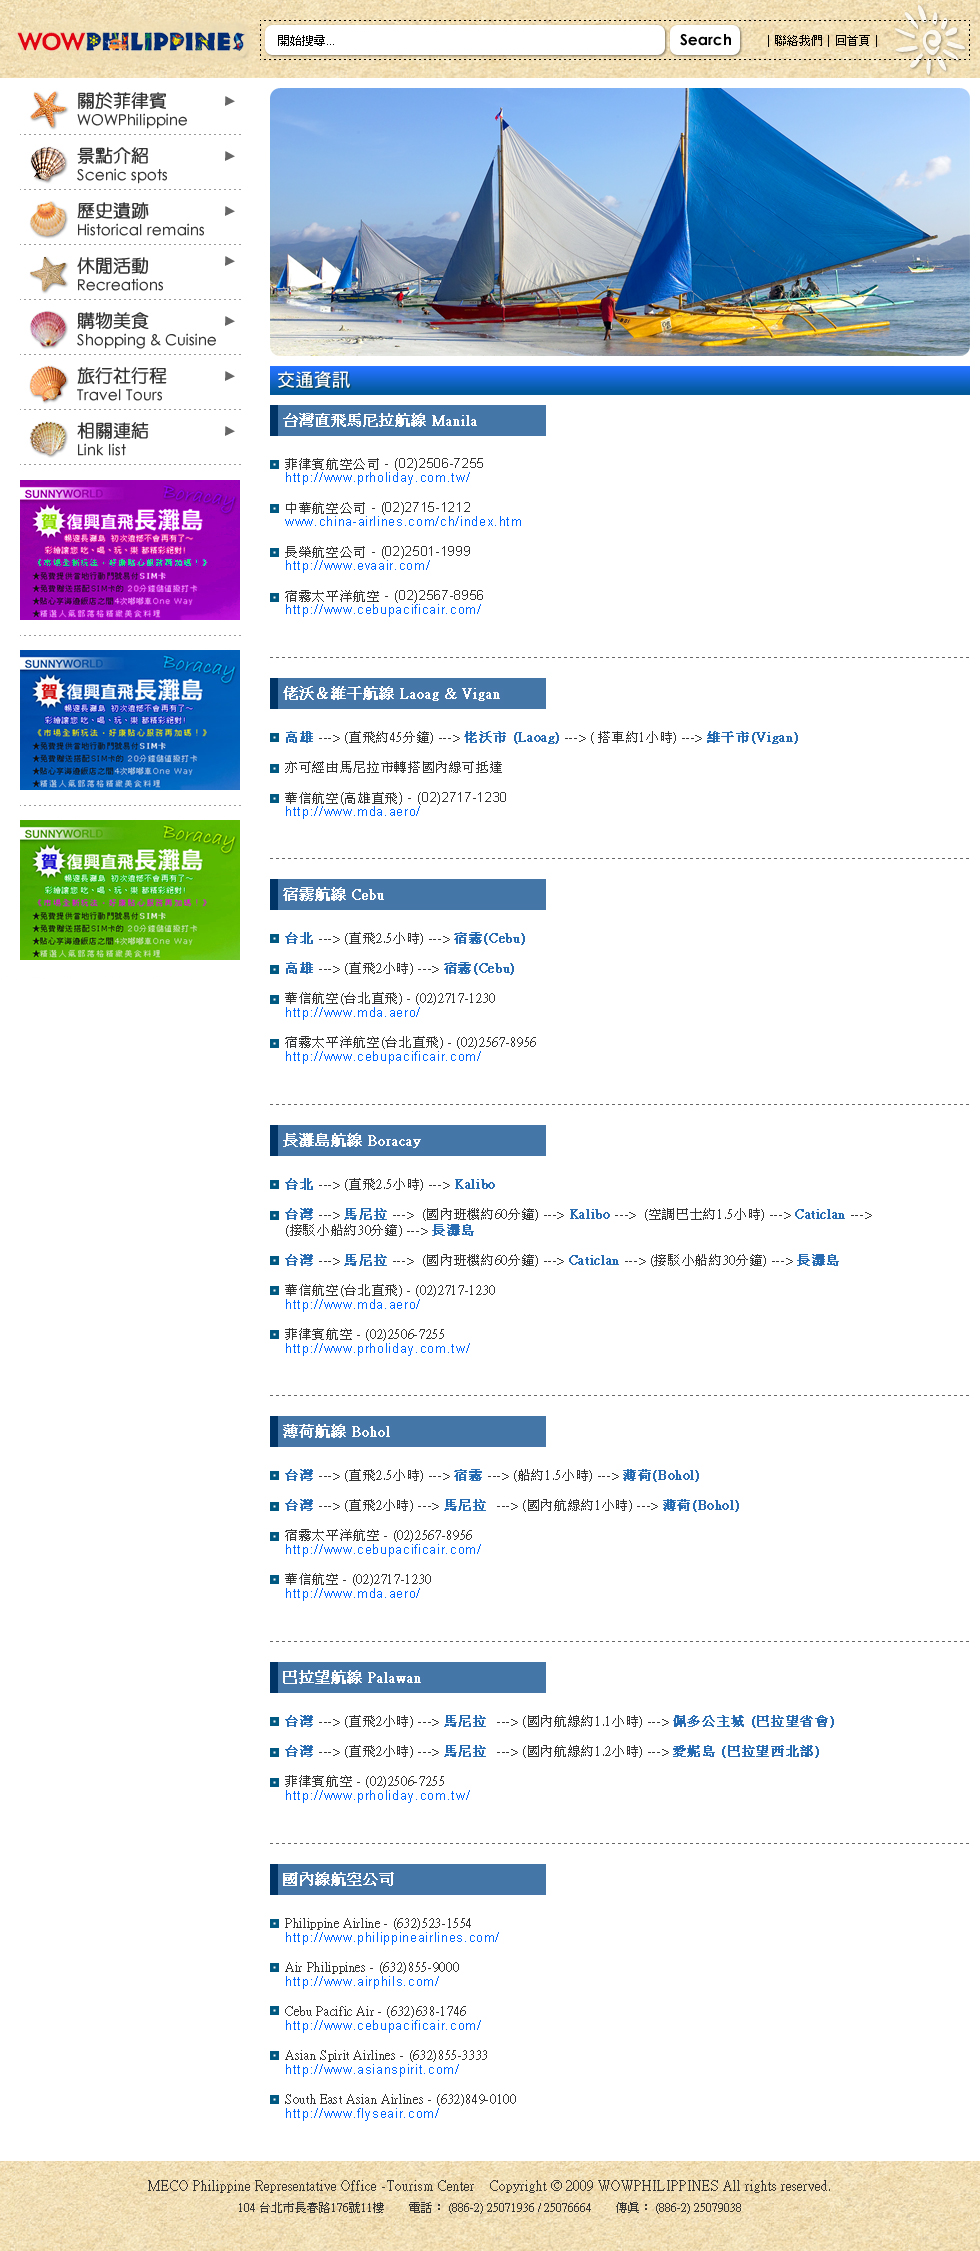 WOWPHILIPPINES
開始搜尋...
Search
| 聯絡我們 | 回首頁 |
關於菲律賓
WOWPhilippine
景點介紹
Scenic spots
歷史遺跡
Historical remains
休閒活動
Recreations
購物美食
Shopping & Cuisine
旅行社行程
Travel Tours
相關連結
Link list
SUNNYWORLD Boracay
賀 復興直飛長灘島
暢遊長灘島 初次遊憾不會再有了~
彩繪讓您 吃、喝、玩、樂 都精彩絕對!
《市場全新玩法，好康貼心服務再加碼！》
★免費提供當地行動門號易付SIM卡
★免費贈送搭配SIM卡的 20分鐘儲值撥打卡
★貼心享海邊飯店之間4次嘟嘟車One Way
★精選人氣部落格精緻美食料理
SUNNYWORLD Boracay
賀 復興直飛長灘島
暢遊長灘島 初次遊憾不會再有了~
彩繪讓您 吃、喝、玩、樂 都精彩絕對!
《市場全新玩法，好康貼心服務再加碼！》
★免費提供當地行動門號易付SIM卡
★免費贈送搭配SIM卡的 20分鐘儲值撥打卡
★貼心享海邊飯店之間4次嘟嘟車One Way
★精選人氣部落格精緻美食料理
SUNNYWORLD Boracay
賀 復興直飛長灘島
暢遊長灘島 初次遊憾不會再有了~
彩繪讓您 吃、喝、玩、樂 都精彩絕對!
《市場全新玩法，好康貼心服務再加碼！》
★免費提供當地行動門號易付SIM卡
★免費贈送搭配SIM卡的 20分鐘儲值撥打卡
★貼心享海邊飯店之間4次嘟嘟車One Way
★精選人氣部落格精緻美食料理
交通資訊
台灣直飛馬尼拉航線 Manila
菲律賓航空公司 - (02)2506-7255
http://www.prholiday.com.tw/
中華航空公司 - (02)2715-1212
www.china-airlines.com/ch/index.htm
長榮航空公司 - (02)2501-1999
http://www.evaair.com/
宿霧太平洋航空 - (02)2567-8956
http://www.cebupacificair.com/
佬沃＆維干航線 Laoag & Vigan
高雄 ---> (直飛約45分鐘) ---> 佬沃市 (Laoag) ---> ( 搭車約1小時) ---> 維干市(Vigan)
亦可經由馬尼拉市轉搭國內線可抵達
華信航空(高雄直飛) - (02)2717-1230
http://www.mda.aero/
宿霧航線 Cebu
台北 ---> (直飛2.5小時) ---> 宿霧(Cebu)
高雄 ---> (直飛2小時) ---> 宿霧(Cebu)
華信航空(台北直飛) - (02)2717-1230
http://www.mda.aero/
宿霧太平洋航空(台北直飛) - (02)2567-8956
http://www.cebupacificair.com/
長灘島航線 Boracay
台北 ---> (直飛2.5小時) ---> Kalibo
台灣 ---> 馬尼拉 ---> (國內班機約60分鐘) ---> Kalibo ---> (空調巴士約1.5小時) ---> Caticlan --->
(接駁小船約30分鐘) ---> 長灘島
台灣 ---> 馬尼拉 ---> (國內班機約60分鐘) ---> Caticlan ---> (接駁小船約30分鐘) ---> 長灘島
華信航空(台北直飛) - (02)2717-1230
http://www.mda.aero/
菲律賓航空 - (02)2506-7255
http://www.prholiday.com.tw/
薄荷航線 Bohol
台灣 ---> (直飛2.5小時) ---> 宿霧 ---> (船約1.5小時) ---> 薄荷(Bohol)
台灣 ---> (直飛2小時) ---> 馬尼拉 ---> (國內航線約1小時) ---> 薄荷(Bohol)
宿霧太平洋航空 - (02)2567-8956
http://www.cebupacificair.com/
華信航空 - (02)2717-1230
http://www.mda.aero/
巴拉望航線 Palawan
台灣 ---> (直飛2小時) ---> 馬尼拉 ---> (國內航線約1.1小時) ---> 佩多公主城 (巴拉望省會)
台灣 ---> (直飛2小時) ---> 馬尼拉 ---> (國內航線約1.2小時) ---> 愛妮島 (巴拉望西北部)
菲律賓航空 - (02)2506-7255
http://www.prholiday.com.tw/
國內線航空公司
Philippine Airline - (632)523-1554
http://www.philippineairlines.com/
Air Philippines - (632)855-9000
http://www.airphils.com/
Cebu Pacific Air - (632)638-1746
http://www.cebupacificair.com/
Asian Spirit Airlines - (632)855-3333
http://www.asianspirit.com/
South East Asian Airlines - (632)849-0100
http://www.flyseair.com/
MECO Philippine Representative Office -Tourism Center Copyright © 2009 WOWPHILIPPINES All rights reserved.
104 台北市長春路176號11樓 電話： (886-2) 25071936 / 25076664 傳真： (886-2) 25079038